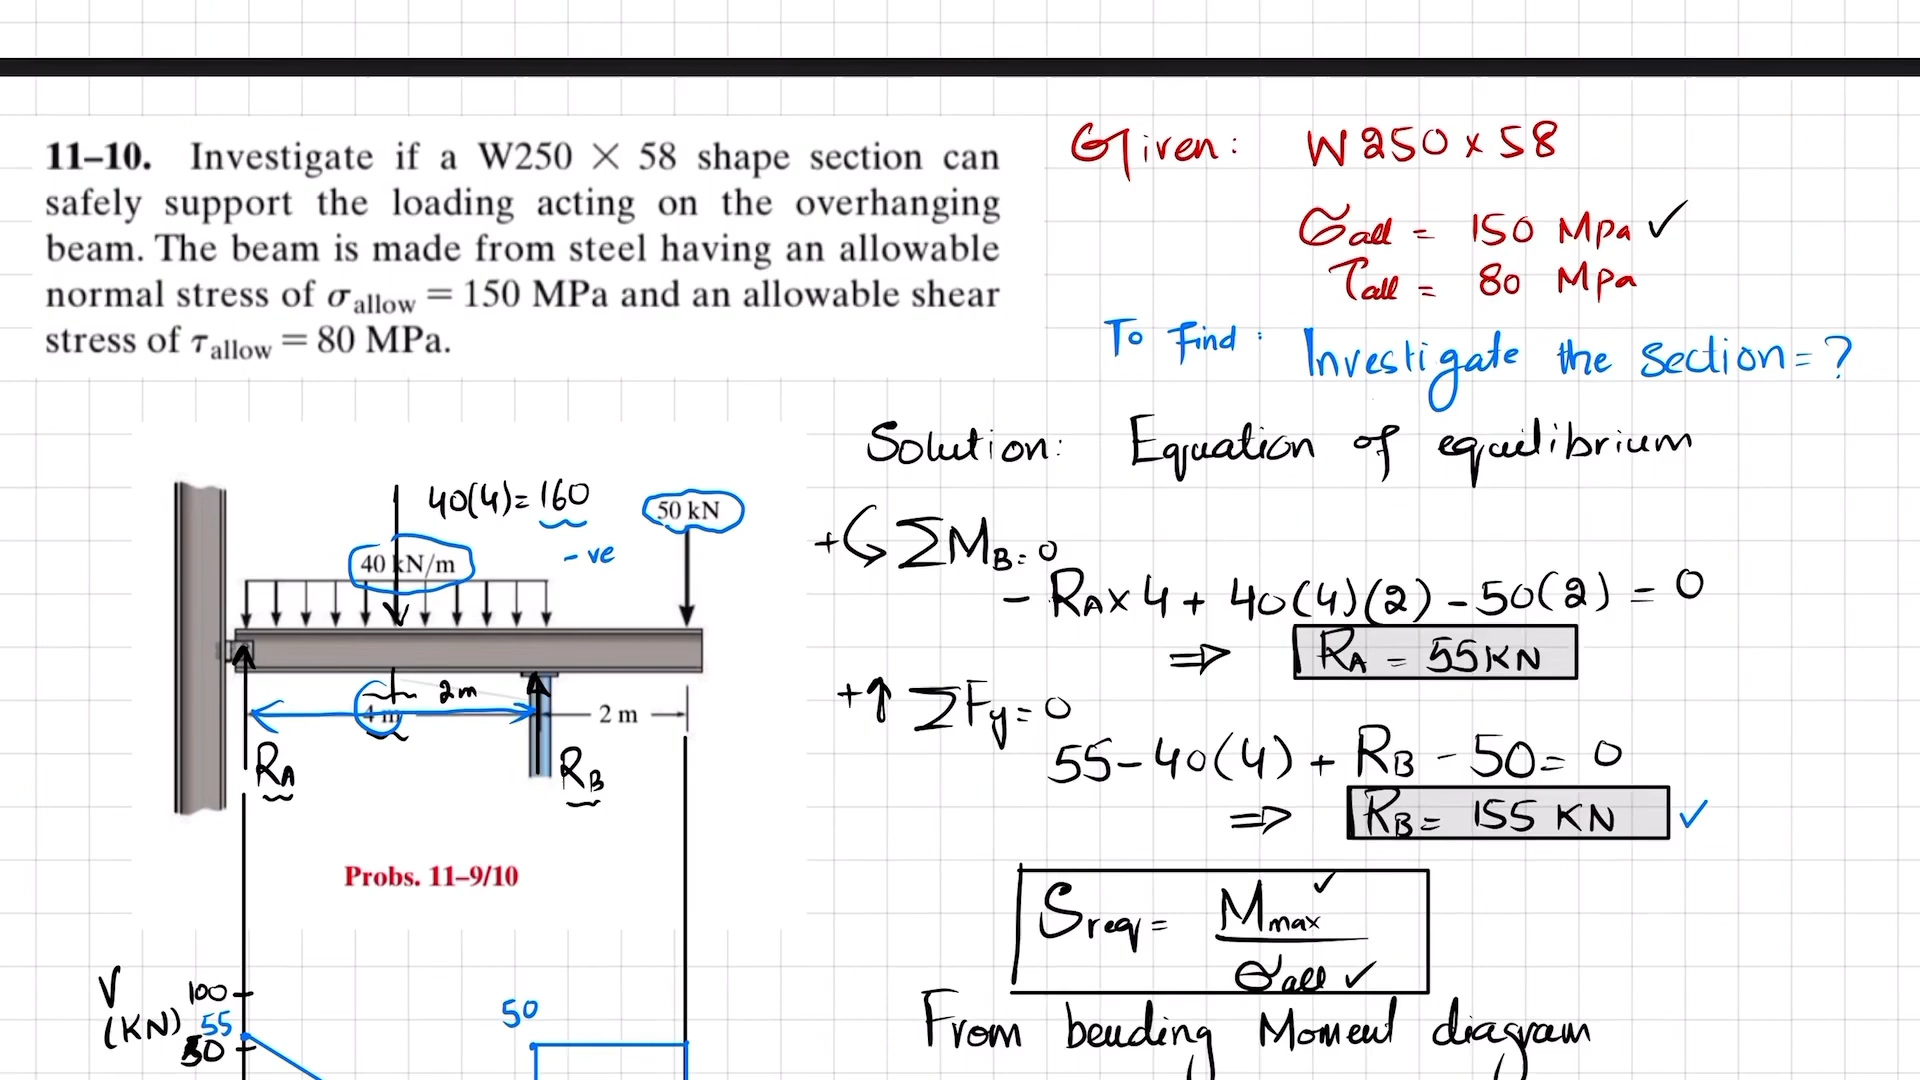 11–10. Investigate if a W250 × 58 shape section can
safely support the loading acting on the overhanging
beam. The beam is made from steel having an allowable
normal stress of σallow = 150 MPa and an allowable shear
stress of τallow = 80 MPa.
Given: W250×58
σall = 150 MPa ✓
τall = 80 MPa
To Find: Investigate the section=?
Solution: Equation of equilibrium
+↺ ΣMB=0
- RA×4 + 40(4)(2) - 50(2) = 0
⇒ RA = 55KN
+↑ ΣFy=0
55-40(4) + RB - 50= 0
⇒ RB= 155 KN ✓
Sreq= Mmax ✓
σall ✓
From bending Moment diagram
40(4)=160
50 kN
-ve
40 kN/m
2m
4 m
2 m
RA
RB
Probs. 11–9/10
V
(KN)
100
55
50
50